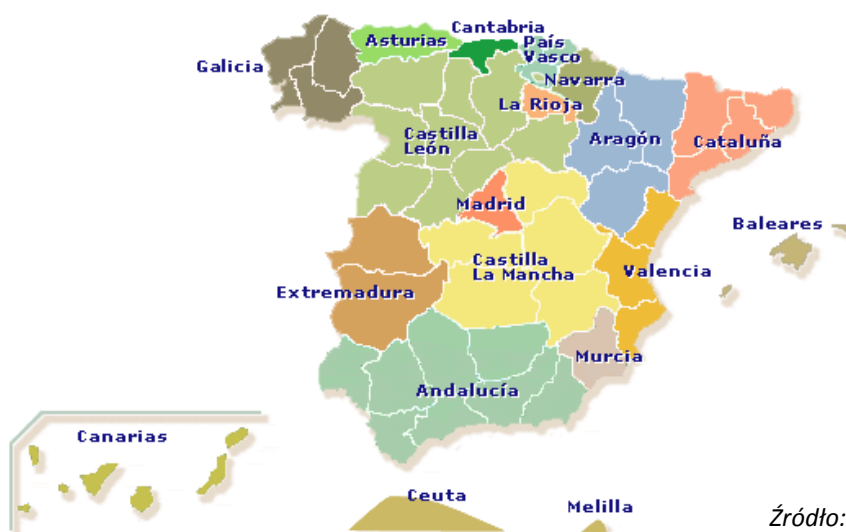 Cantabria
Asturias
País
Vasco
Galicia
Navarra
La Rioja
Castilla
León
Aragón
Cataluña
Madrid
Baleares
Castilla
La Mancha
Valencia
Extremadura
Murcia
Andalucía
Canarias
Ceuta
Melilla
Źródło: